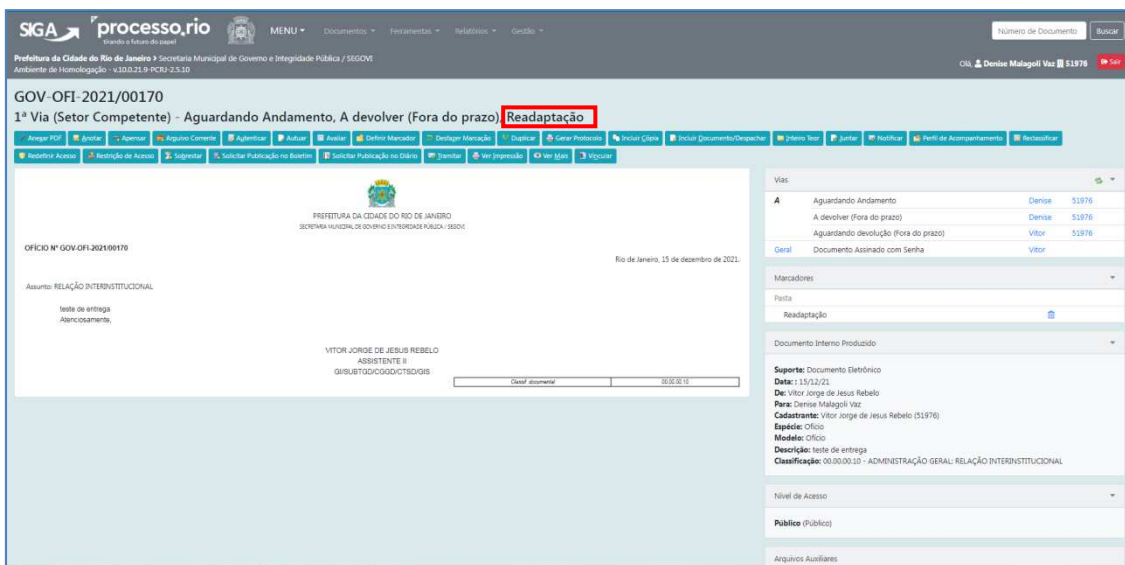 SIGA processo.rio MENU Documentos Ferramentas Relatórios Gestão Número de Documento Buscar
tirando o futuro do papel
Prefeitura da Cidade do Rio de Janeiro > Secretaria Municipal de Governo e Integridade Pública / SEGOVI
Olá, Denise Malagoli Vaz 51976 Sair
Ambiente de Homologação - v.10.0.21.9-PCRJ-2.5.10
GOV-OFI-2021/00170
1ª Via (Setor Competente) - Aguardando Andamento, A devolver (Fora do prazo), Readaptação
Anexar PDF Anotar Apensar Arquivo Corrente Autenticar Autuar Avaliar Definir Marcador Desfazer Marcação Duplicar Gerar Protocolo Incluir Cópia Incluir Documento/Despachar Inteiro Teor Juntar Notificar Perfil de Acompanhamento Reclassificar
Redefinir Acesso Restrição de Acesso Sobrestar Solicitar Publicação no Boletim Solicitar Publicação no Diário Tramitar Ver Impressão Ver Mais Vincular
PREFEITURA DA CIDADE DO RIO DE JANEIRO
SECRETARIA MUNICIPAL DE GOVERNO E INTEGRIDADE PÚBLICA / SEGOVI
OFÍCIO Nº GOV-OFI-2021/00170
Rio de Janeiro, 15 de dezembro de 2021.
Assunto: RELAÇÃO INTERINSTITUCIONAL
teste de entrega
Atenciosamente,
VITOR JORGE DE JESUS REBELO
ASSISTENTE II
GI/SUBTGD/CGGD/CTSD/GIS
Classif. documental 00.00.00.10
Vias
A Aguardando Andamento Denise 51976
A devolver (Fora do prazo) Denise 51976
Aguardando devolução (Fora do prazo) Vitor 51976
Geral Documento Assinado com Senha Vitor
Marcadores
Pasta
Readaptação
Documento Interno Produzido
Suporte: Documento Eletrônico
Data: : 15/12/21
De: Vitor Jorge de Jesus Rebelo
Para: Denise Malagoli Vaz
Cadastrante: Vitor Jorge de Jesus Rebelo (51976)
Espécie: Ofício
Modelo: Ofício
Descrição: teste de entrega
Classificação: 00.00.00.10 - ADMINISTRAÇÃO GERAL: RELAÇÃO INTERINSTITUCIONAL
Nível de Acesso
Público (Público)
Arquivos Auxiliares